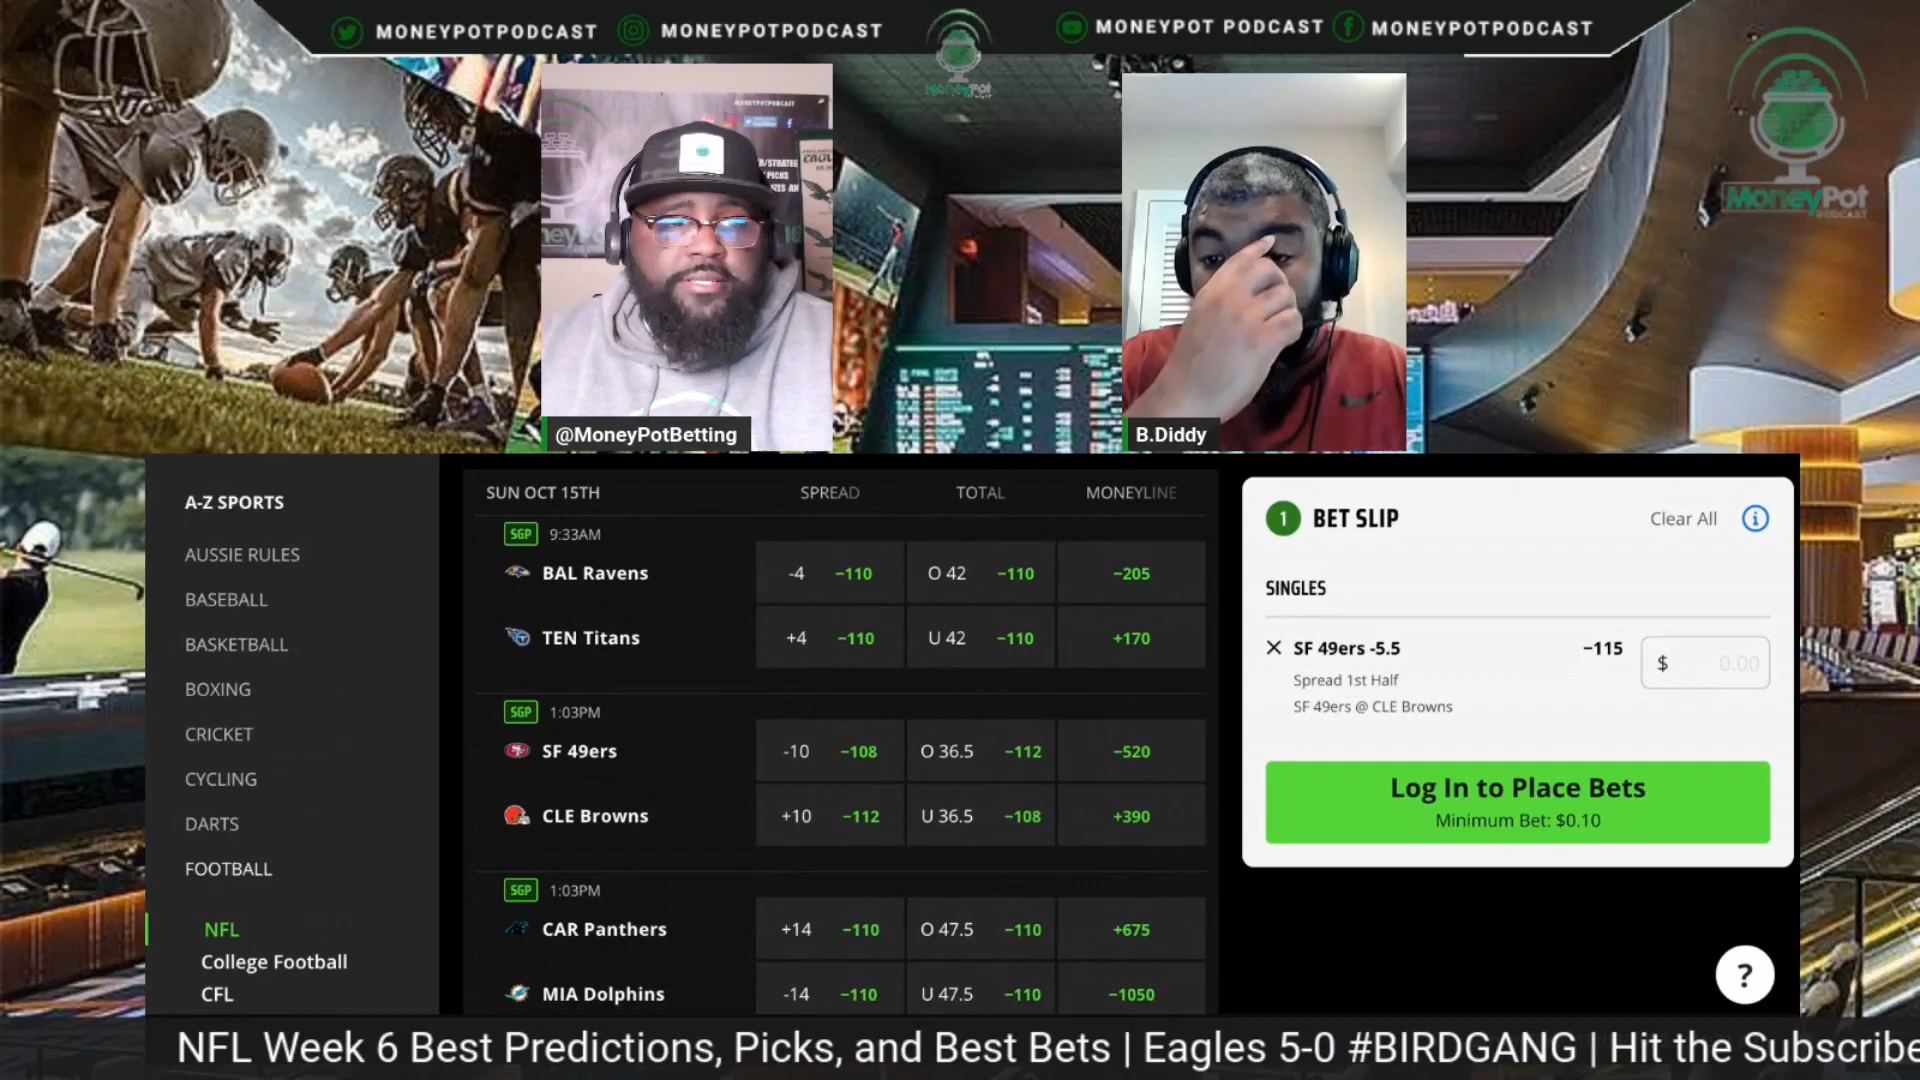 MONEYPOTPODCAST MONEYPOTPODCAST MONEYPOT PODCAST MONEYPOTPODCAST
MoneyPot
MoneyPot
PODCAST
MONEYPOTPODCAST
@MoneyPotBetting
B.Diddy
A-Z SPORTS
AUSSIE RULES
BASEBALL
BASKETBALL
BOXING
CRICKET
CYCLING
DARTS
FOOTBALL
NFL
College Football
CFL
SUN OCT 15TH SPREAD TOTAL MONEYLINE
SGP 9:33AM
BAL Ravens -4 −110 O 42 −110 −205
TEN Titans +4 −110 U 42 −110 +170
SGP 1:03PM
SF 49ers -10 −108 O 36.5 −112 −520
CLE Browns +10 −112 U 36.5 −108 +390
SGP 1:03PM
CAR Panthers +14 −110 O 47.5 −110 +675
MIA Dolphins -14 −110 U 47.5 −110 −1050
1 BET SLIP Clear All i
SINGLES
SF 49ers -5.5 −115 $ 0.00
Spread 1st Half
SF 49ers @ CLE Browns
Log In to Place Bets
Minimum Bet: $0.10
?
NFL Week 6 Best Predictions, Picks, and Best Bets | Eagles 5-0 #BIRDGANG | Hit the Subscribe